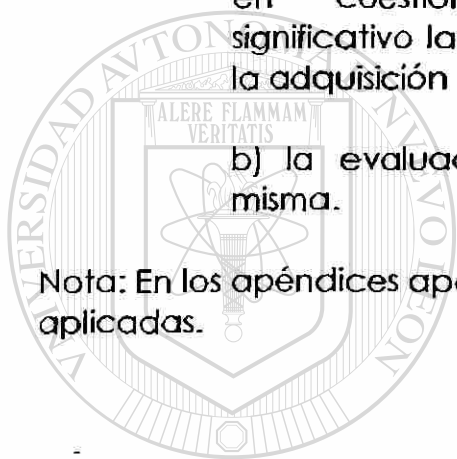 en cuestion
significativo la
la adquisición
b) la evaluac
misma.
Nota: En los apéndices ap
aplicadas.
ALERE FLAMMAM
VERITATIS